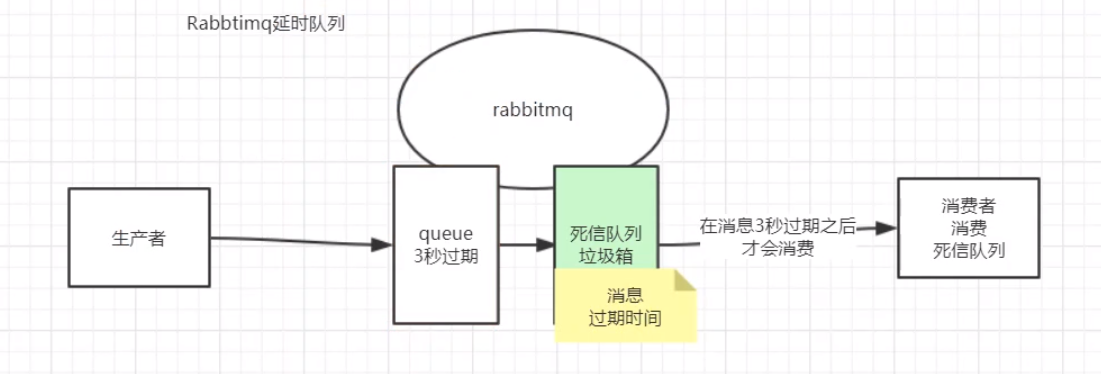 Rabbtimq延时队列
rabbitmq
生产者
queue
3秒过期
死信队列
垃圾箱
消息
过期时间
在消息3秒过期之后
才会消费
消费者
消费
死信队列